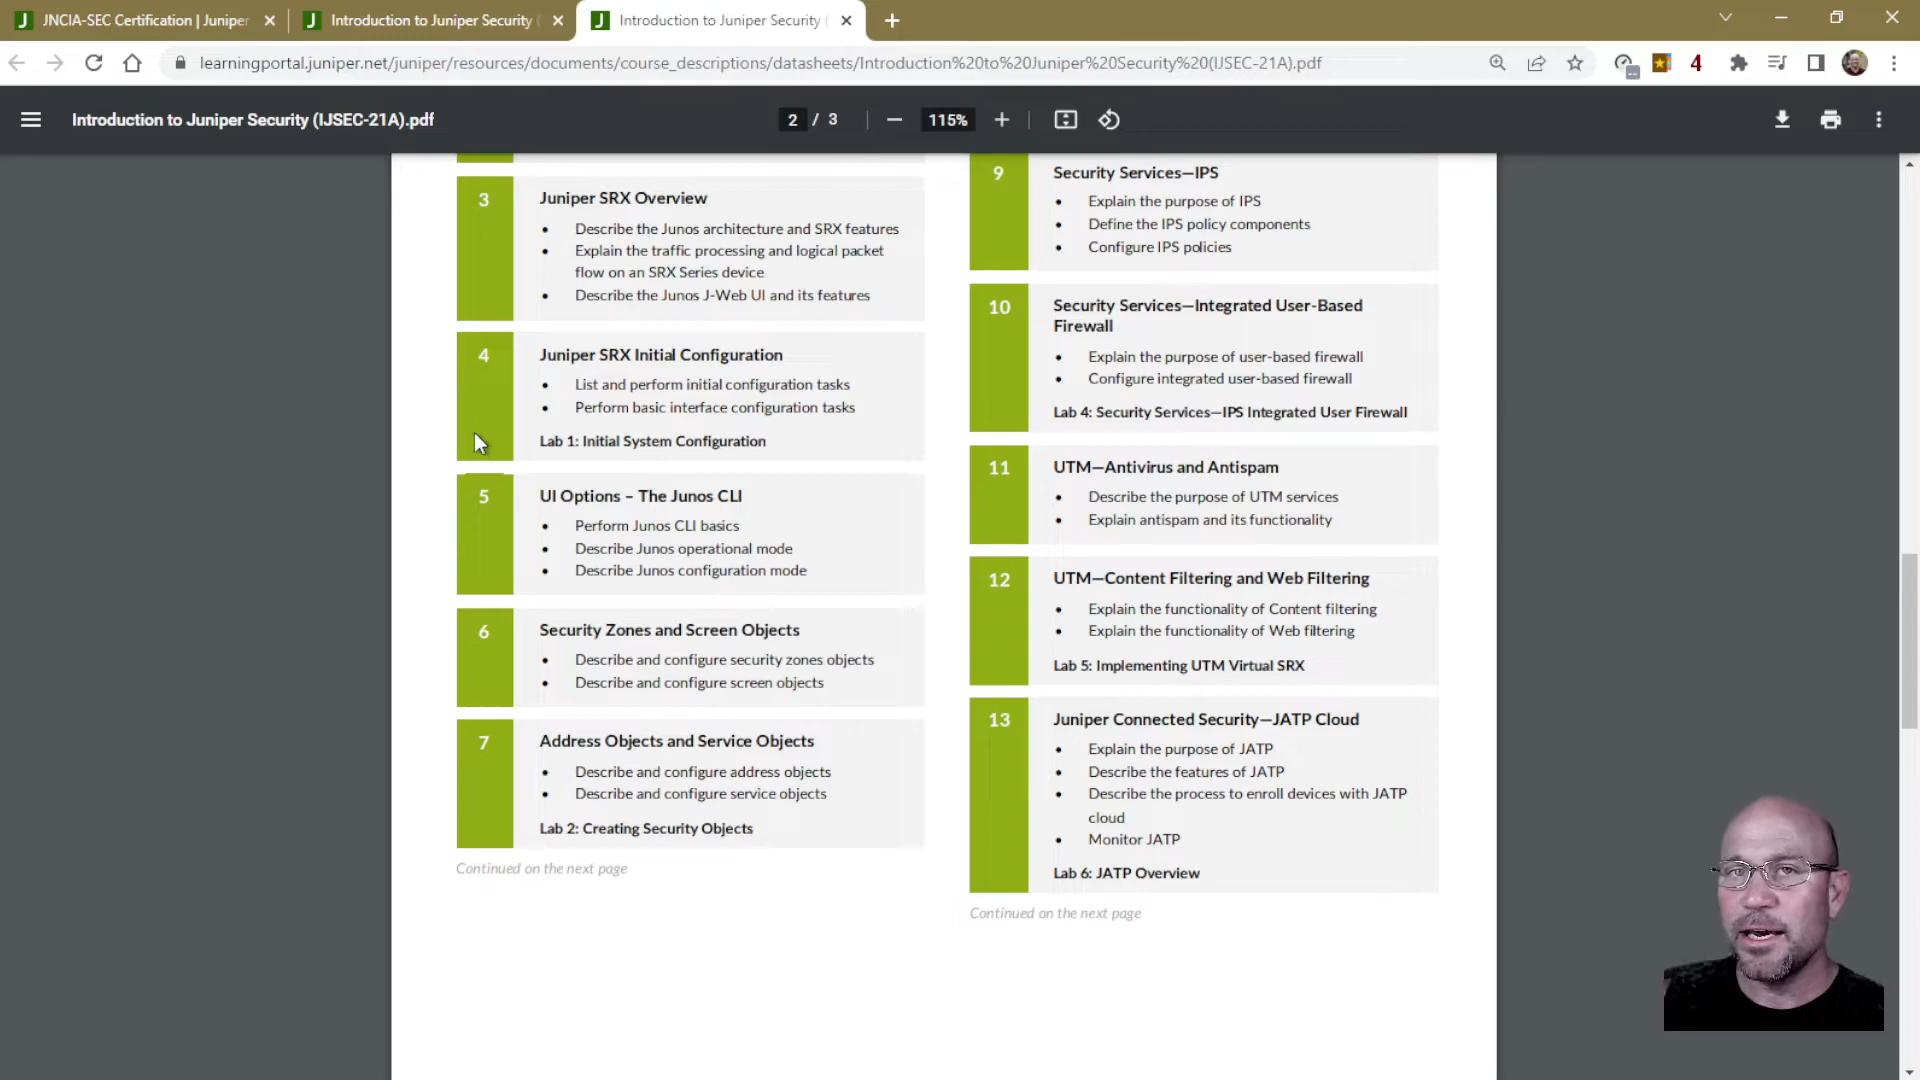 JNCIA-SEC Certification | Juniper
Introduction to Juniper Security (
Introduction to Juniper Security (
learningportal.juniper.net/juniper/resources/documents/course_descriptions/datasheets/Introduction%20to%20Juniper%20Security%20(IJSEC-21A).pdf
4
Introduction to Juniper Security (IJSEC-21A).pdf
2 / 3
115%
3
Juniper SRX Overview
• Describe the Junos architecture and SRX features
• Explain the traffic processing and logical packet
flow on an SRX Series device
• Describe the Junos J-Web UI and its features
4
Juniper SRX Initial Configuration
• List and perform initial configuration tasks
• Perform basic interface configuration tasks
Lab 1: Initial System Configuration
5
UI Options – The Junos CLI
• Perform Junos CLI basics
• Describe Junos operational mode
• Describe Junos configuration mode
6
Security Zones and Screen Objects
• Describe and configure security zones objects
• Describe and configure screen objects
7
Address Objects and Service Objects
• Describe and configure address objects
• Describe and configure service objects
Lab 2: Creating Security Objects
Continued on the next page
9
Security Services—IPS
• Explain the purpose of IPS
• Define the IPS policy components
• Configure IPS policies
10
Security Services—Integrated User-Based
Firewall
• Explain the purpose of user-based firewall
• Configure integrated user-based firewall
Lab 4: Security Services—IPS Integrated User Firewall
11
UTM—Antivirus and Antispam
• Describe the purpose of UTM services
• Explain antispam and its functionality
12
UTM—Content Filtering and Web Filtering
• Explain the functionality of Content filtering
• Explain the functionality of Web filtering
Lab 5: Implementing UTM Virtual SRX
13
Juniper Connected Security—JATP Cloud
• Explain the purpose of JATP
• Describe the features of JATP
• Describe the process to enroll devices with JATP
cloud
• Monitor JATP
Lab 6: JATP Overview
Continued on the next page